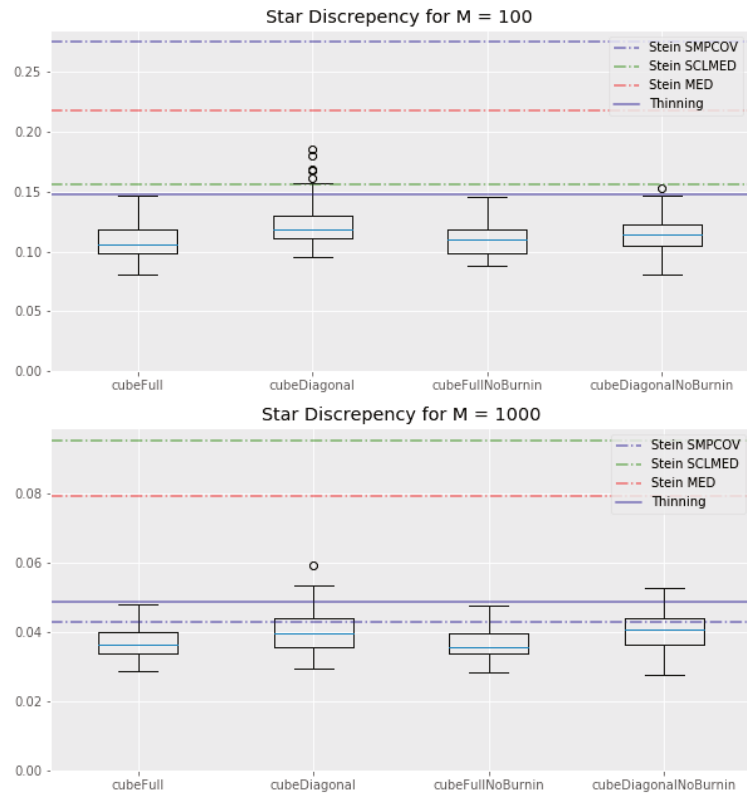 Star Discrepency for M = 100
Stein SMPCOV
Stein SCLMED
Stein MED
Thinning
0.25
0.20
0.15
0.10
0.05
0.00
cubeFull
cubeDiagonal
cubeFullNoBurnin
cubeDiagonalNoBurnin
Star Discrepency for M = 1000
Stein SMPCOV
Stein SCLMED
Stein MED
Thinning
0.08
0.06
0.04
0.02
0.00
cubeFull
cubeDiagonal
cubeFullNoBurnin
cubeDiagonalNoBurnin